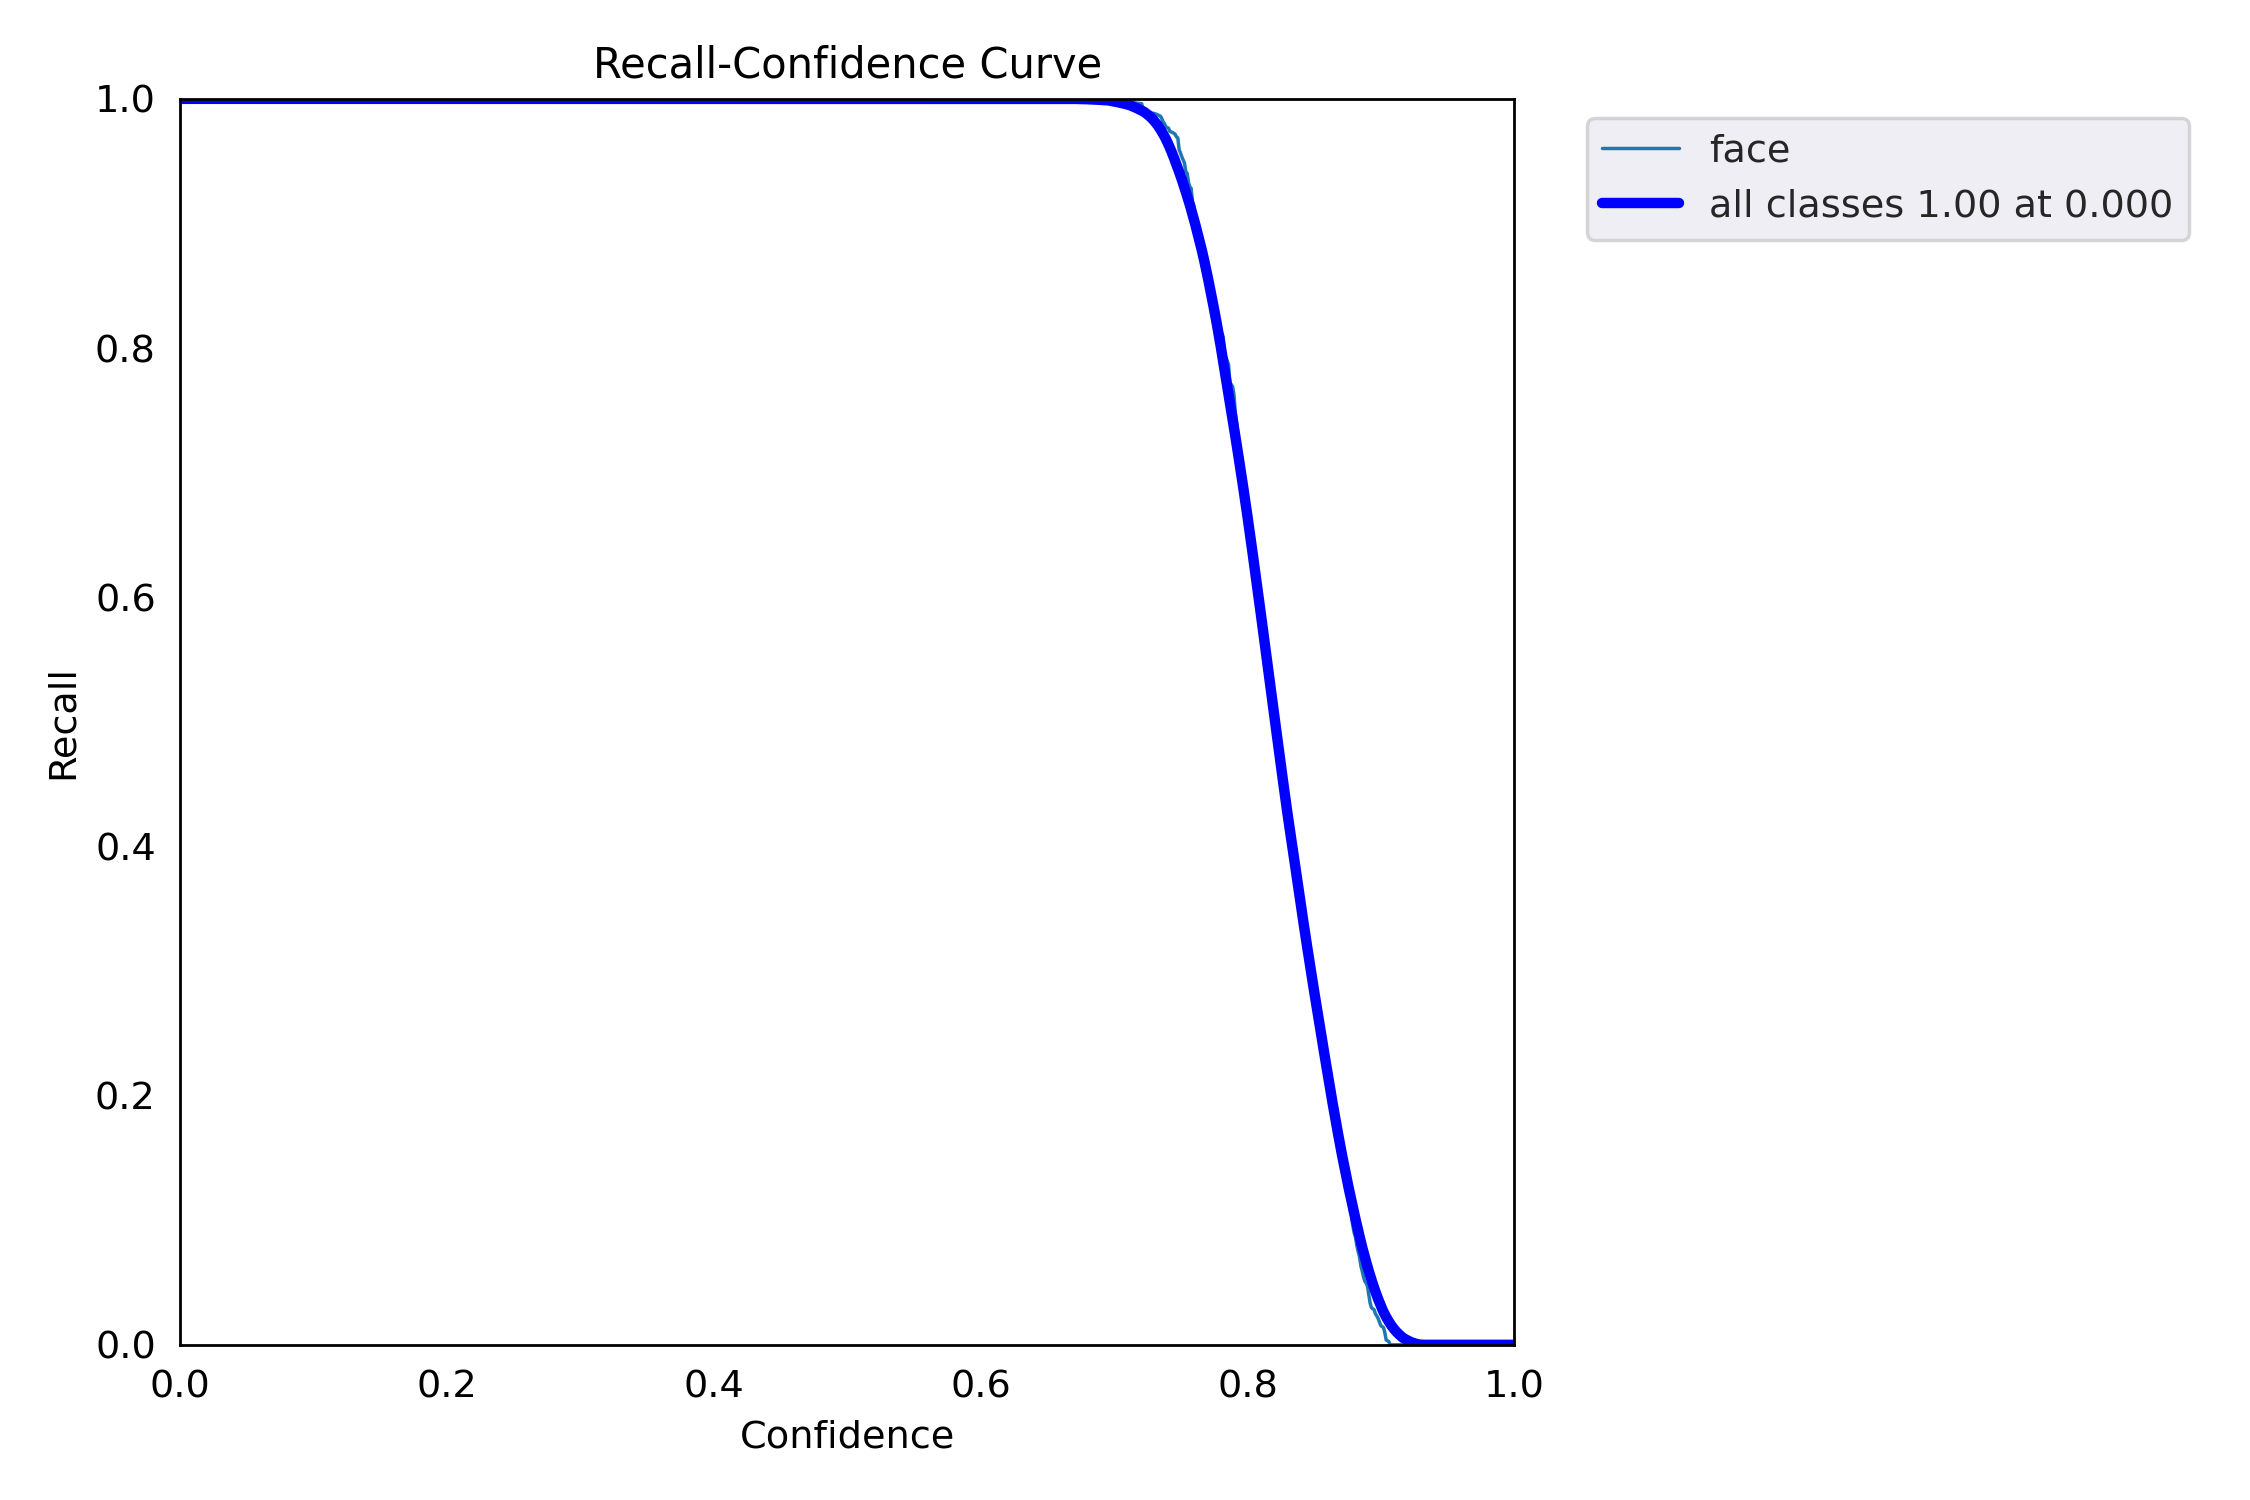 Recall-Confidence Curve
1.0
0.8
0.6
0.4
0.2
0.0
Recall
0.0 0.2 0.4 0.6 0.8 1.0
Confidence
face
all classes 1.00 at 0.000